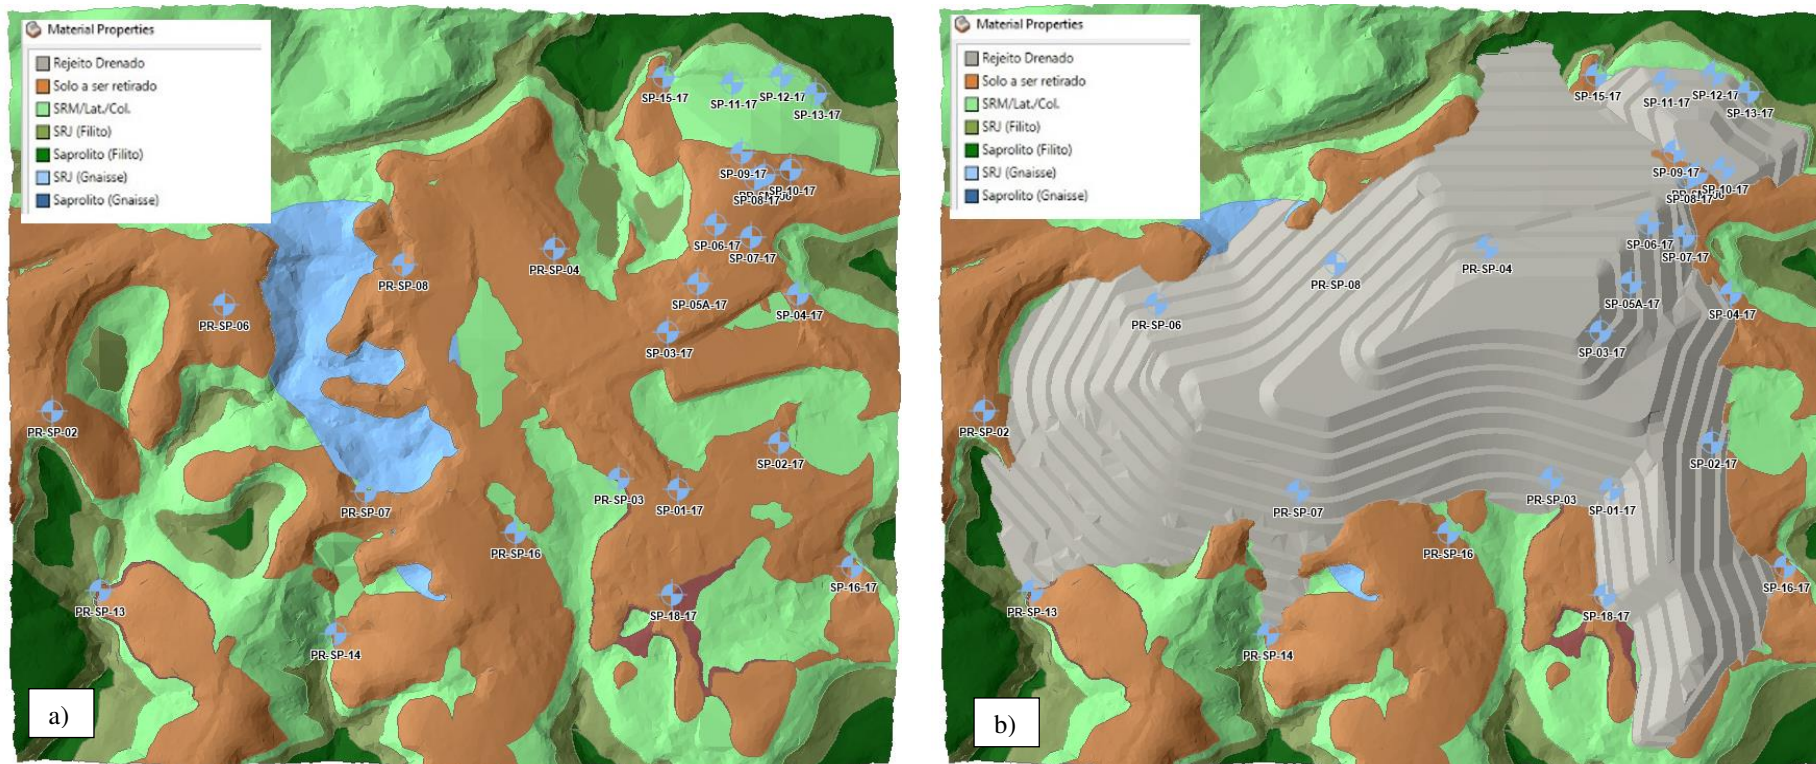 Material Properties
Rejeito Drenado
Solo a ser retirado
SRM/Lat./Col.
SRJ (Filito)
Saprolito (Filito)
SRJ (Gnaisse)
Saprolito (Gnaisse)
SP-15-17
SP-11-17
SP-12-17
SP-13-17
SP-09-17
SP-10-17
SP-08-17
SP-06-17
SP-07-17
PR-SP-04
PR-SP-08
SP-05A-17
SP-04-17
PR-SP-06
SP-03-17
PR-SP-02
SP-02-17
PR-SP-03
SP-01-17
PR-SP-07
PR-SP-16
PR-SP-13
SP-16-17
SP-18-17
PR-SP-14
a)
Material Properties
Rejeito Drenado
Solo a ser retirado
SRM/Lat./Col.
SRJ (Filito)
Saprolito (Filito)
SRJ (Gnaisse)
Saprolito (Gnaisse)
SP-15-17
SP-11-17
SP-12-17
SP-13-17
SP-09-17
SP-10-17
SP-08-17
SP-06-17
SP-07-17
PR-SP-04
PR-SP-08
SP-05A-17
SP-04-17
PR-SP-06
SP-03-17
PR-SP-02
SP-02-17
PR-SP-03
SP-01-17
PR-SP-07
PR-SP-16
PR-SP-13
SP-16-17
SP-18-17
PR-SP-14
b)